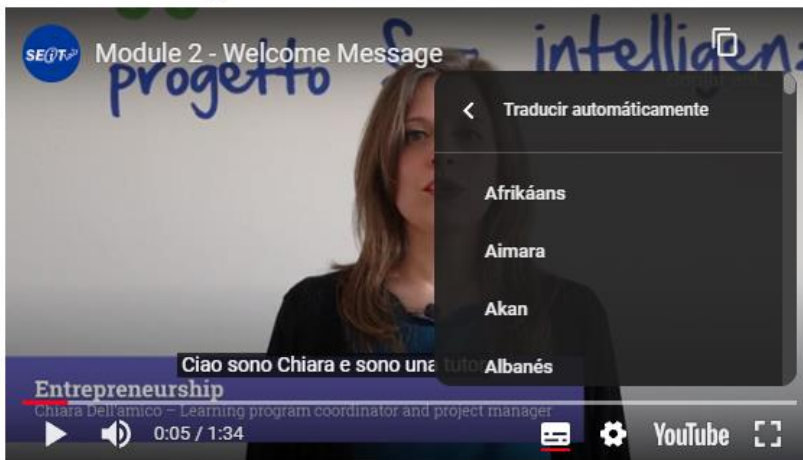 SE@T
Module 2 - Welcome Message
progetto
intelligen
Traducir automáticamente
Afrikáans
Aimara
Akan
Albanés
Ciao sono Chiara e sono una tutor
Entrepreneurship
Chiara Dell'amico – Learning program coordinator and project manager
0:05 / 1:34
YouTube